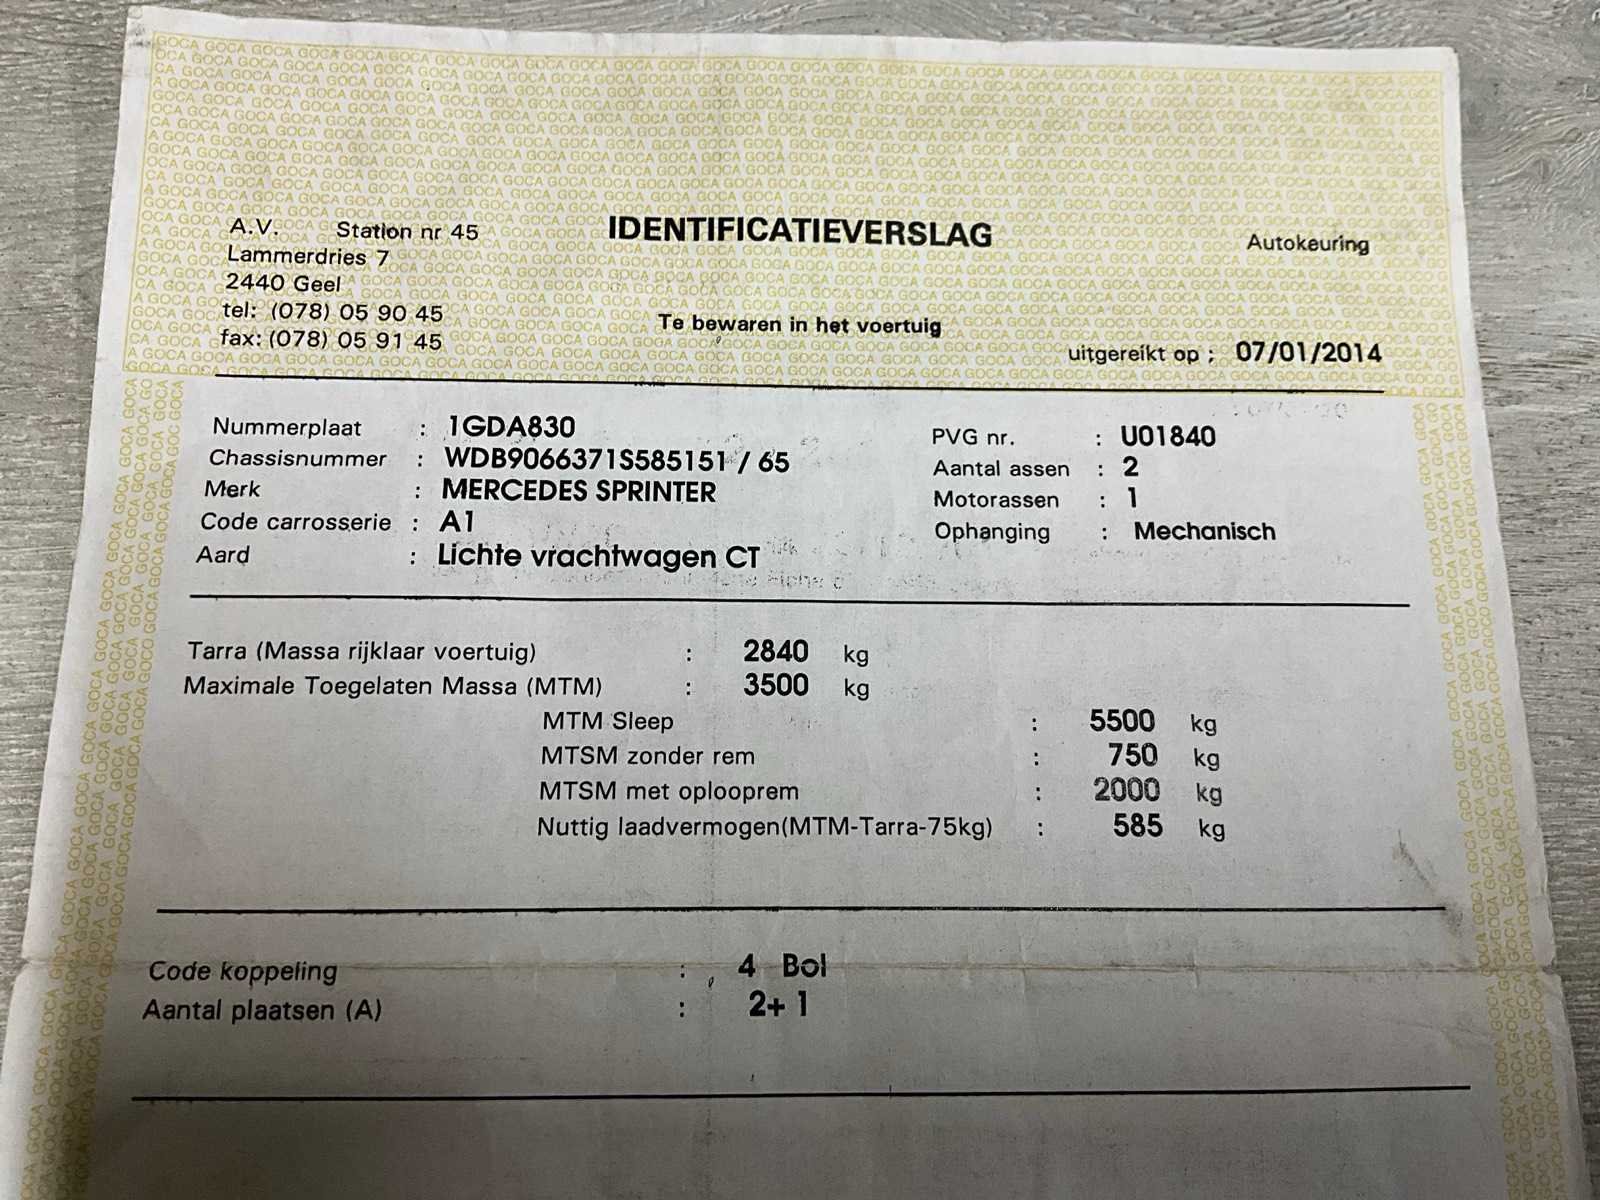 A.V. Station nr 45
Lammerdries 7
2440 Geel
tel: (078) 05 90 45
fax: (078) 05 91 45
IDENTIFICATIEVERSLAG
Te bewaren in het voertuig
Autokeuring
uitgereikt op : 07/01/2014
Nummerplaat : 1GDA830
Chassisnummer : WDB9066371S585151 / 65
Merk : MERCEDES SPRINTER
Code carrosserie : A1
Aard : Lichte vrachtwagen CT
PVG nr. : U01840
Aantal assen : 2
Motorassen : 1
Ophanging : Mechanisch
Tarra (Massa rijklaar voertuig) : 2840 kg
Maximale Toegelaten Massa (MTM) : 3500 kg
MTM Sleep : 5500 kg
MTSM zonder rem : 750 kg
MTSM met oplooprem : 2000 kg
Nuttig laadvermogen(MTM-Tarra-75kg) : 585 kg
Code koppeling : 4 Bol
Aantal plaatsen (A) : 2+ 1